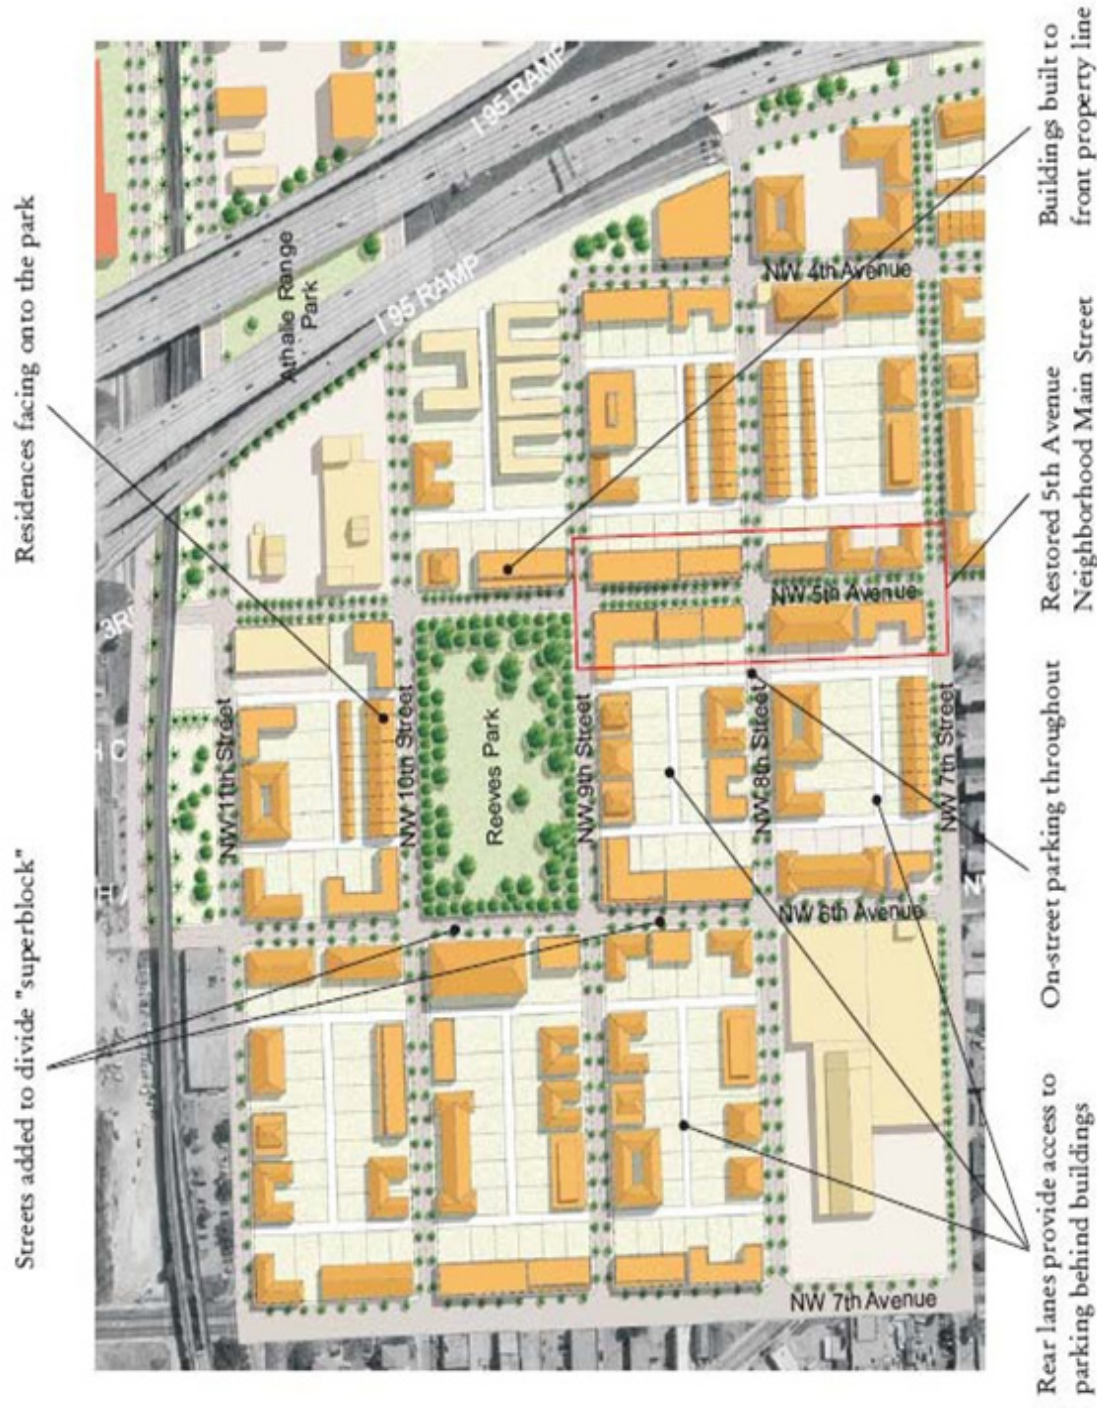 Streets added to divide "superblock"
Residences facing onto the park
3R
H C
H
NW 11th Street
Athalie Range
Park
I 95 RAMP
I 95 RAMP
NW 10th Street
Reeves Park
NW 9th Street
NW 8th Street
NW 7th Street
NW 7th Avenue
NW 6th Avenue
NW 5th Avenue
NW 4th Avenue
N
Rear lanes provide access to
parking behind buildings
On-street parking throughout
Restored 5th Avenue
Neighborhood Main Street
Buildings built to
front property line